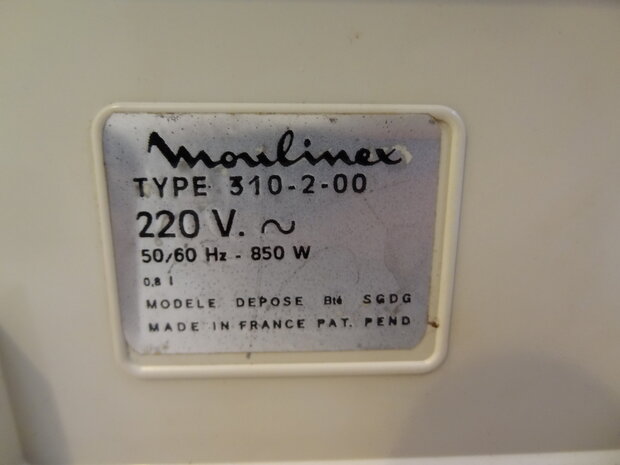 Moulinex
TYPE 310-2-00
220 V. ~
50/60 Hz - 850 W
0,8 l
MODELE DEPOSE Bté SGDG
MADE IN FRANCE PAT. PEND